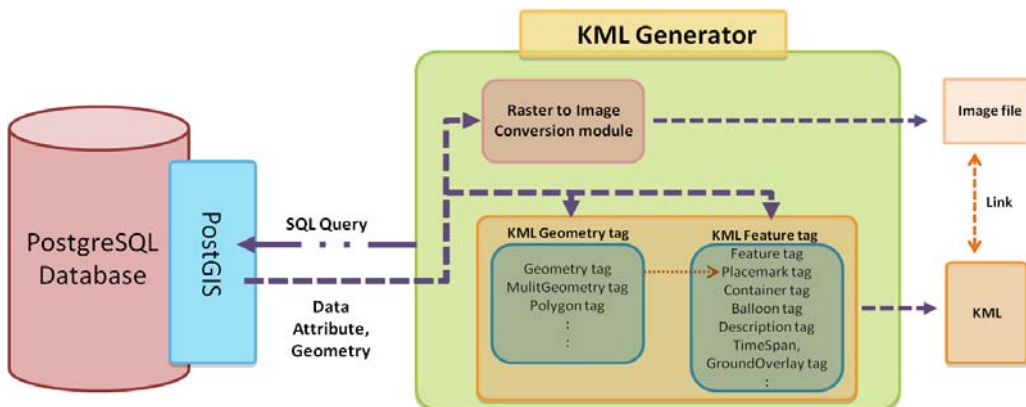 KML Generator
Raster to Image
Conversion module
Image file
Link
PostgreSQL
Database
PostGIS
SQL Query
Data
Attribute,
Geometry
KML Geometry tag
Geometry tag
MulitGeometry tag
Polygon tag
:
:
KML Feature tag
Feature tag
Placemark tag
Container tag
Balloon tag
Description tag
TimeSpan,
GroundOverlay tag
:
KML